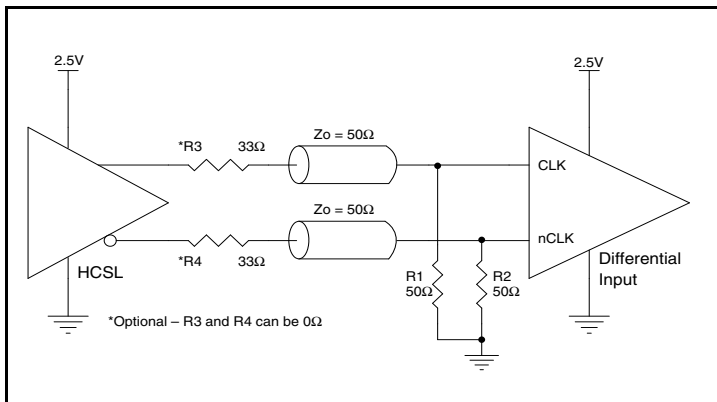 2.5V
2.5V
*R3
33Ω
Zo = 50Ω
CLK
Zo = 50Ω
nCLK
HCSL
*R4
33Ω
R1
50Ω
R2
50Ω
Differential
Input
*Optional – R3 and R4 can be 0Ω